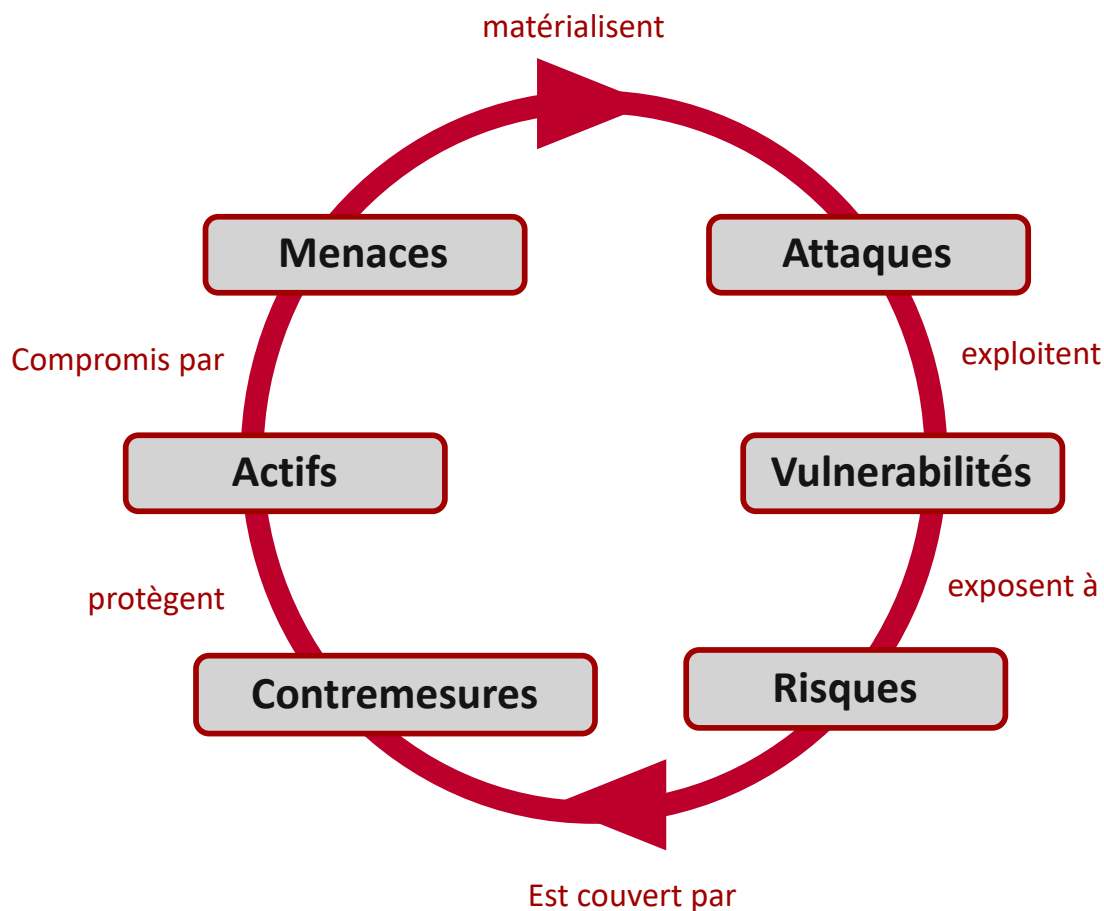 matérialisent
Menaces
Attaques
Compromis par
exploitent
Actifs
Vulnerabilités
protègent
exposent à
Contremesures
Risques
Est couvert par